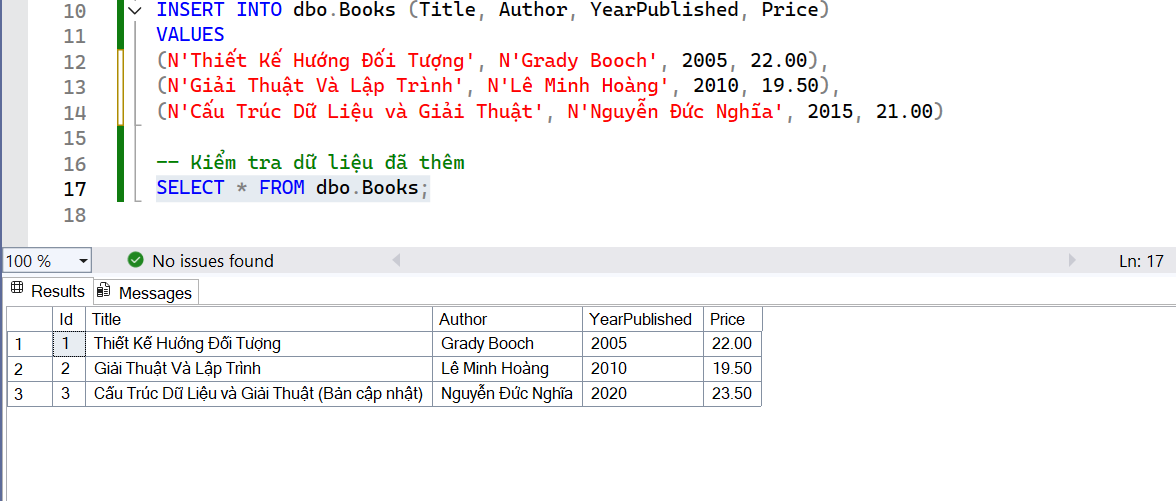 10 INSERT INTO dbo.Books (Title, Author, YearPublished, Price)
11 VALUES
12 (N'Thiết Kế Hướng Đối Tượng', N'Grady Booch', 2005, 22.00),
13 (N'Giải Thuật Và Lập Trình', N'Lê Minh Hoàng', 2010, 19.50),
14 (N'Cấu Trúc Dữ Liệu và Giải Thuật', N'Nguyễn Đức Nghĩa', 2015, 21.00)
15
16 -- Kiểm tra dữ liệu đã thêm
17 SELECT * FROM dbo.Books;
18
100 % No issues found Ln: 17
Results Messages
Id Title Author YearPublished Price
1 1 Thiết Kế Hướng Đối Tượng Grady Booch 2005 22.00
2 2 Giải Thuật Và Lập Trình Lê Minh Hoàng 2010 19.50
3 3 Cấu Trúc Dữ Liệu và Giải Thuật (Bản cập nhật) Nguyễn Đức Nghĩa 2020 23.50